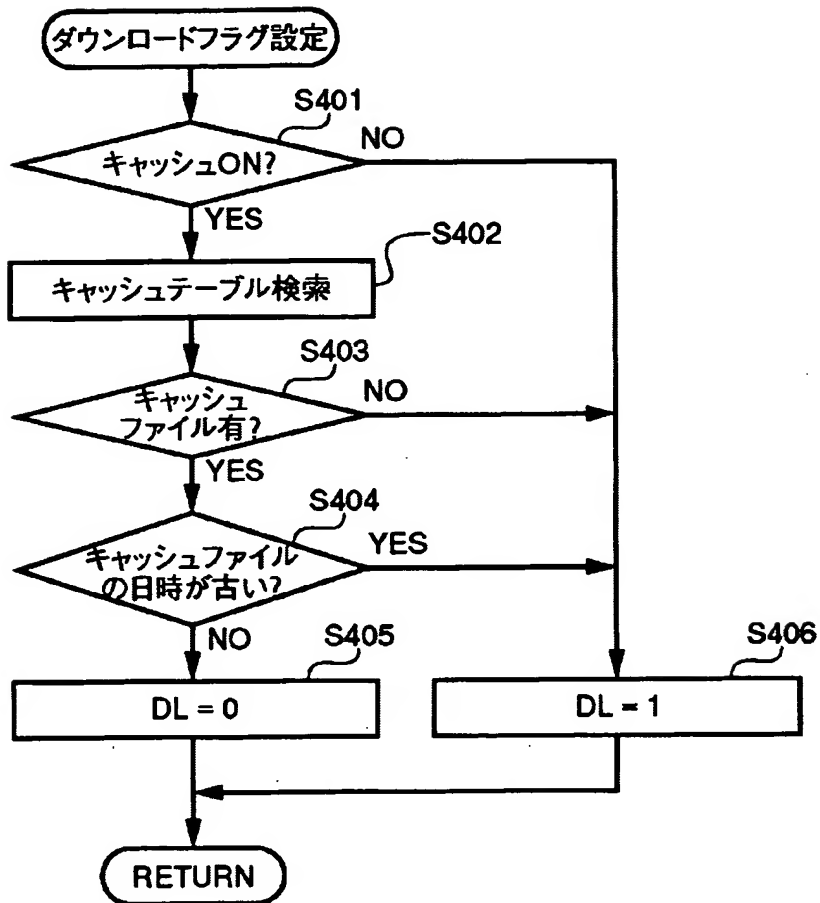 ダウンロードフラグ設定
S401
キャッシュON?
NO
YES
S402
キャッシュテーブル検索
S403
キャッシュ
ファイル有?
NO
YES
S404
キャッシュファイル
の日時が古い?
YES
NO
S405
DL = 0
S406
DL = 1
RETURN